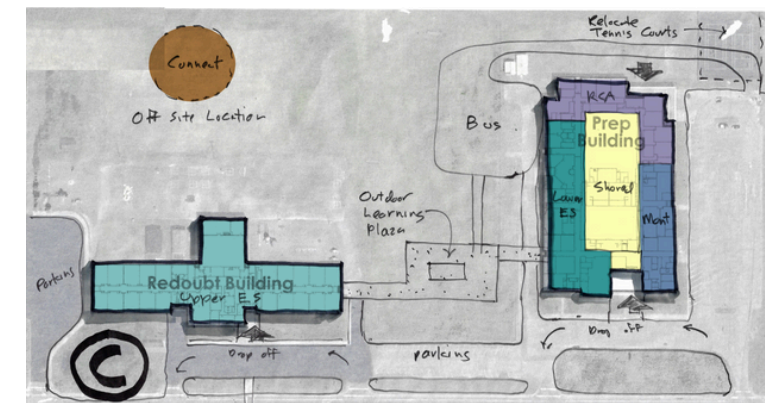 Relocate
Tennis Courts
Connect
Off Site Location
RCA
Prep
Building
Bus
Shared
Lower
ES
Mont
Outdoor
Learning
Plaza
Parking
Redoubt Building
Upper ES
Drop off
parking
Drop off
C